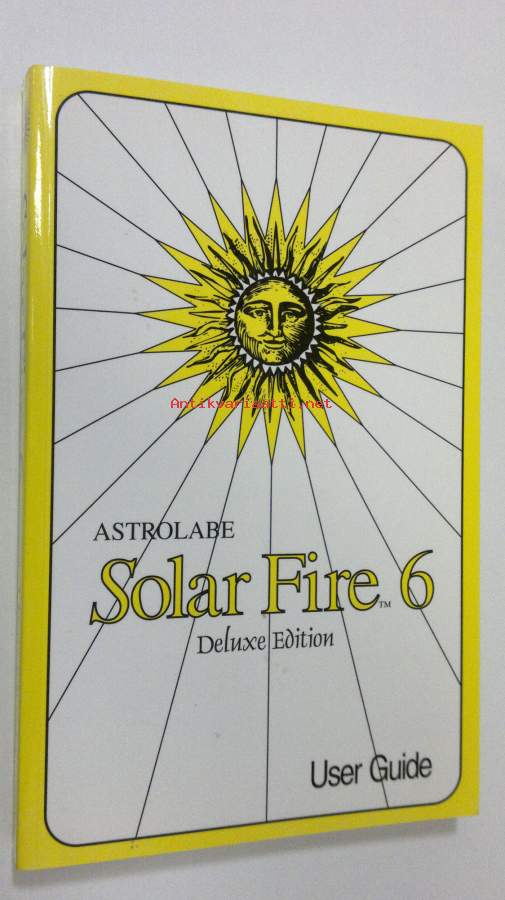 Antikvariaatti.net
ASTROLABE
Solar Fire™ 6
Deluxe Edition
User Guide